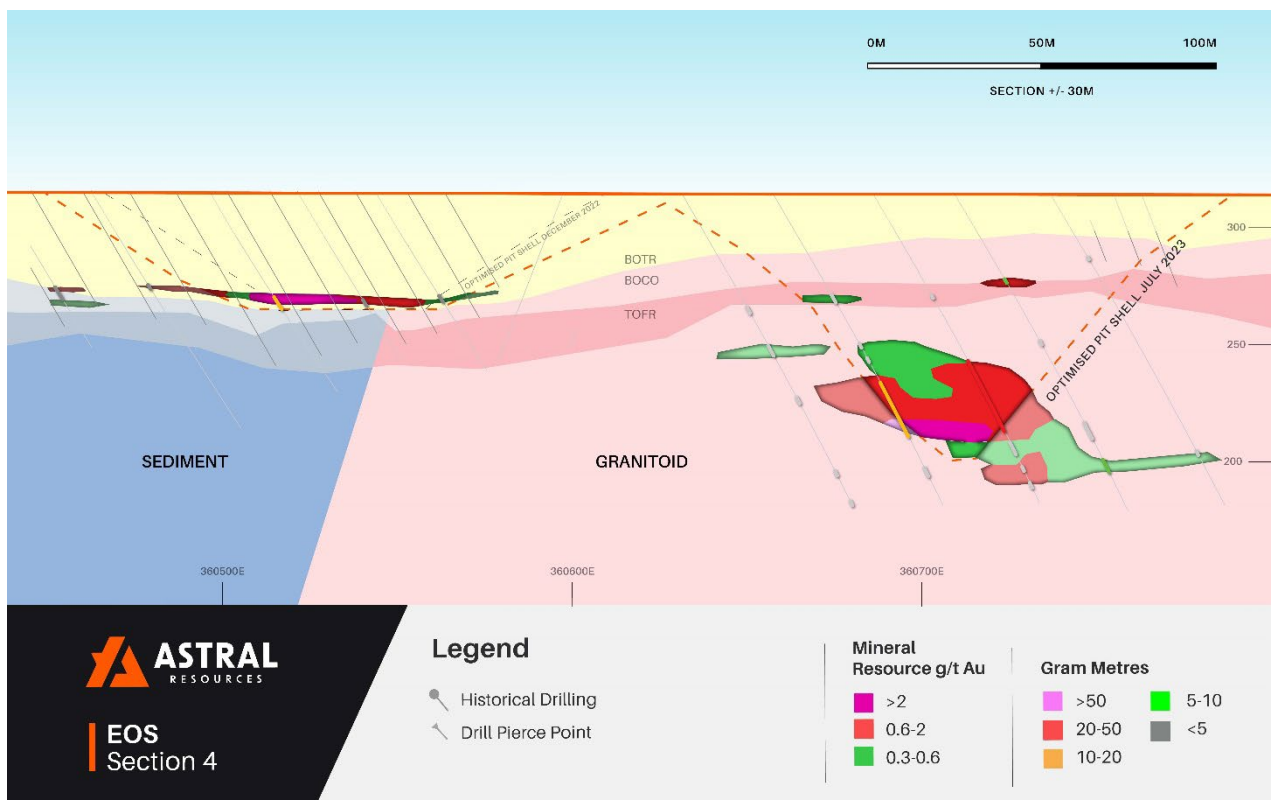 0M 50M 100M
SECTION +/- 30M
OPTIMISED PIT SHELL DECEMBER 2022
BOTR
BOCO
TOFR
300
250
200
OPTIMISED PIT SHELL JULY 2023
SEDIMENT
GRANITOID
360500E
360600E
360700E
ASTRAL
RESOURCES
EOS
Section 4
Legend
Historical Drilling
Drill Pierce Point
Mineral
Resource g/t Au
>2
0.6-2
0.3-0.6
Gram Metres
>50
20-50
10-20
5-10
<5